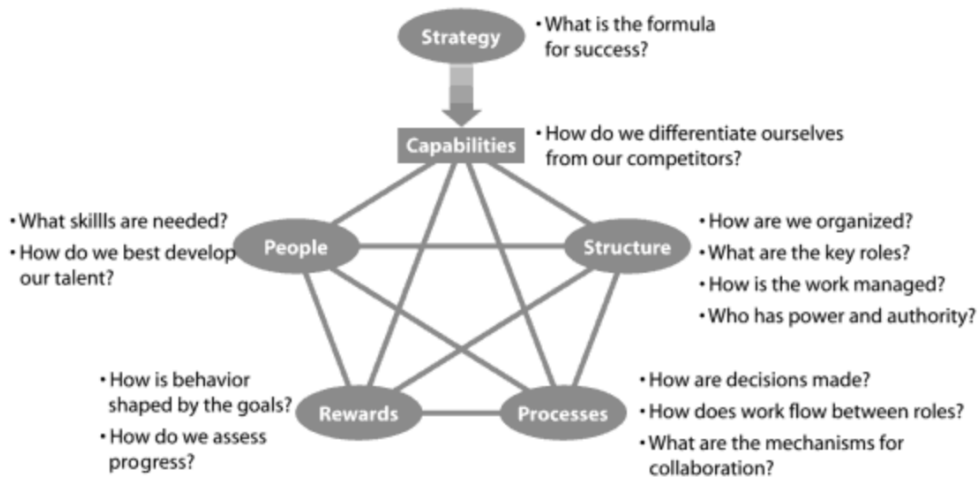 Strategy
• What is the formula
for success?
Capabilities
• How do we differentiate ourselves
from our competitors?
• What skillls are needed?
• How do we best develop
our talent?
People
Structure
• How are we organized?
• What are the key roles?
• How is the work managed?
• Who has power and authority?
• How is behavior
shaped by the goals?
• How do we assess
progress?
Rewards
Processes
• How are decisions made?
• How does work flow between roles?
• What are the mechanisms for
collaboration?